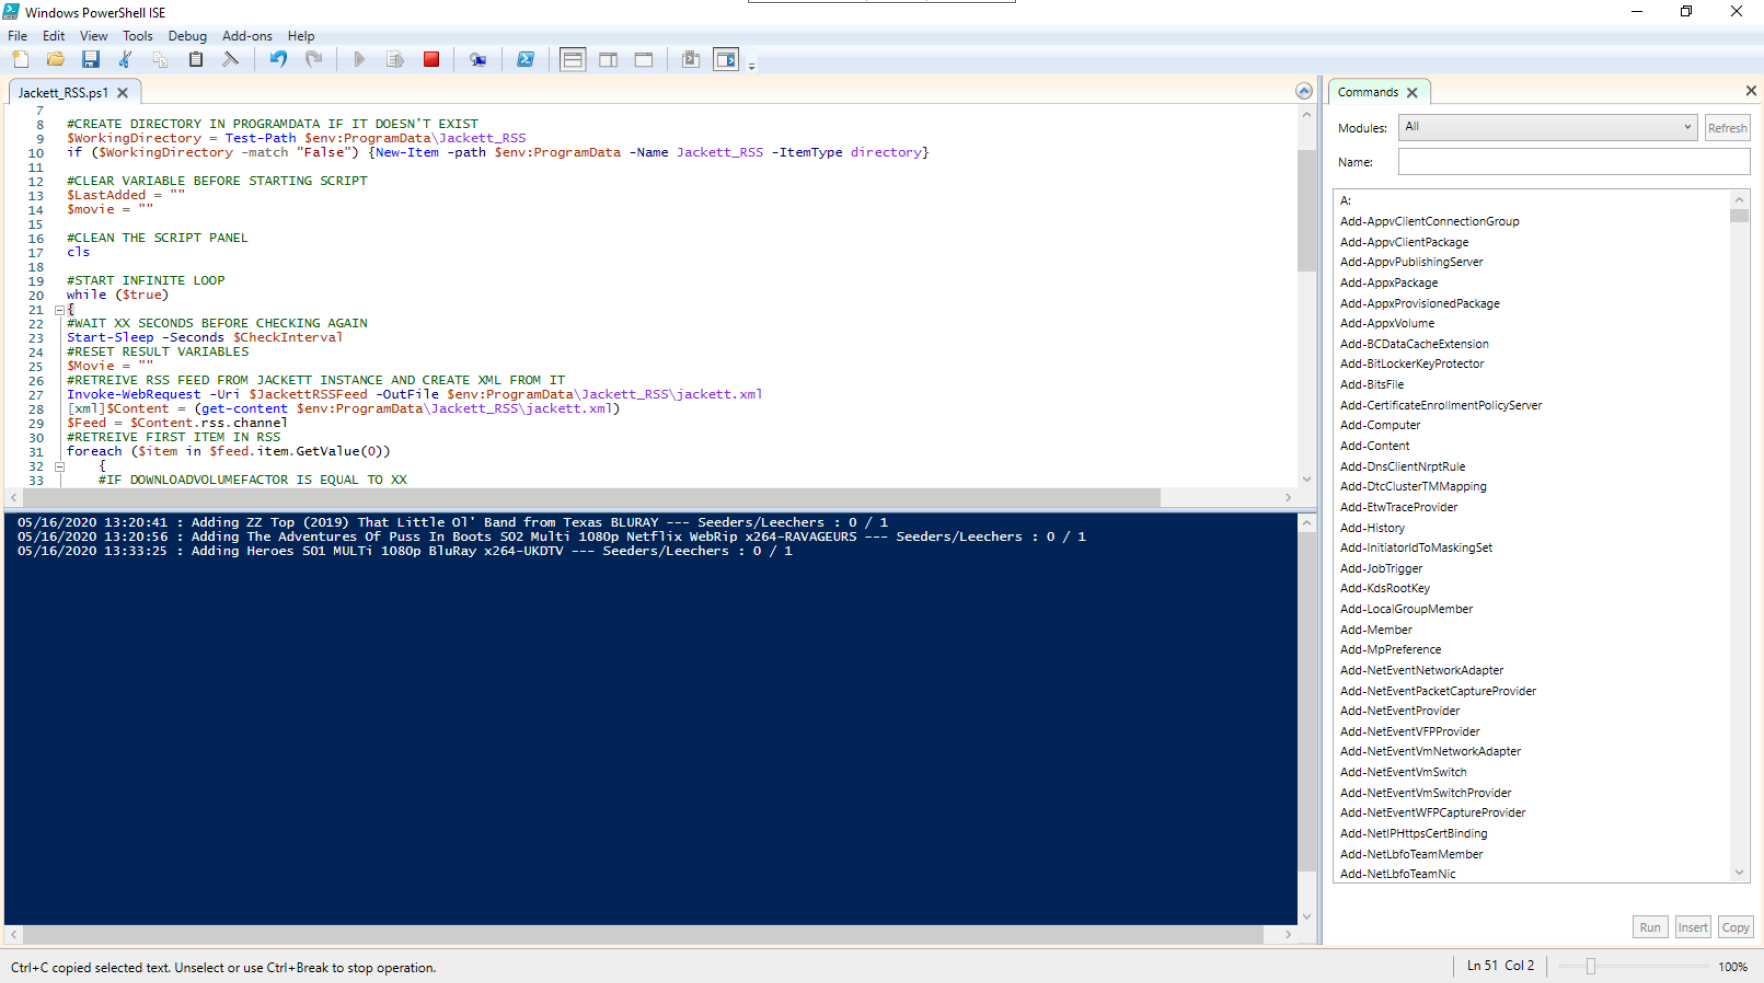 Windows PowerShell ISE
File Edit View Tools Debug Add-ons Help
Jackett_RSS.ps1
7
8 #CREATE DIRECTORY IN PROGRAMDATA IF IT DOESN'T EXIST
9 $WorkingDirectory = Test-Path $env:ProgramData\Jackett_RSS
10 if ($WorkingDirectory -match "False") {New-Item -path $env:ProgramData -Name Jackett_RSS -ItemType directory}
11
12 #CLEAR VARIABLE BEFORE STARTING SCRIPT
13 $LastAdded = ""
14 $movie = ""
15
16 #CLEAN THE SCRIPT PANEL
17 cls
18
19 #START INFINITE LOOP
20 while ($true)
21 {
22 #WAIT XX SECONDS BEFORE CHECKING AGAIN
23 Start-Sleep -Seconds $CheckInterval
24 #RESET RESULT VARIABLES
25 $Movie = ""
26 #RETREIVE RSS FEED FROM JACKETT INSTANCE AND CREATE XML FROM IT
27 Invoke-WebRequest -Uri $JackettRSSFeed -OutFile $env:ProgramData\Jackett_RSS\jackett.xml
28 [xml]$Content = (get-content $env:ProgramData\Jackett_RSS\jackett.xml)
29 $Feed = $Content.rss.channel
30 #RETREIVE FIRST ITEM IN RSS
31 foreach ($item in $feed.item.GetValue(0))
32 {
33 #IF DOWNLOADVOLUMEFACTOR IS EQUAL TO XX
05/16/2020 13:20:41 : Adding ZZ Top (2019) That Little Ol' Band from Texas BLURAY --- Seeders/Leechers : 0 / 1
05/16/2020 13:20:56 : Adding The Adventures Of Puss In Boots S02 Multi 1080p Netflix WebRip x264-RAVAGEURS --- Seeders/Leechers : 0 / 1
05/16/2020 13:33:25 : Adding Heroes S01 MULTi 1080p BluRay x264-UKDTV --- Seeders/Leechers : 0 / 1
Commands
Modules: All Refresh
Name:
A:
Add-AppvClientConnectionGroup
Add-AppvClientPackage
Add-AppvPublishingServer
Add-AppxPackage
Add-AppxProvisionedPackage
Add-AppxVolume
Add-BCDataCacheExtension
Add-BitLockerKeyProtector
Add-BitsFile
Add-CertificateEnrollmentPolicyServer
Add-Computer
Add-Content
Add-DnsClientNrptRule
Add-DtcClusterTMMapping
Add-EtwTraceProvider
Add-History
Add-InitiatorIdToMaskingSet
Add-JobTrigger
Add-KdsRootKey
Add-LocalGroupMember
Add-Member
Add-MpPreference
Add-NetEventNetworkAdapter
Add-NetEventPacketCaptureProvider
Add-NetEventProvider
Add-NetEventVFPProvider
Add-NetEventVmNetworkAdapter
Add-NetEventVmSwitch
Add-NetEventVmSwitchProvider
Add-NetEventWFPCaptureProvider
Add-NetIPHttpsCertBinding
Add-NetLbfoTeamMember
Add-NetLbfoTeamNic
Run Insert Copy
Ctrl+C copied selected text. Unselect or use Ctrl+Break to stop operation.
Ln 51 Col 2
100%